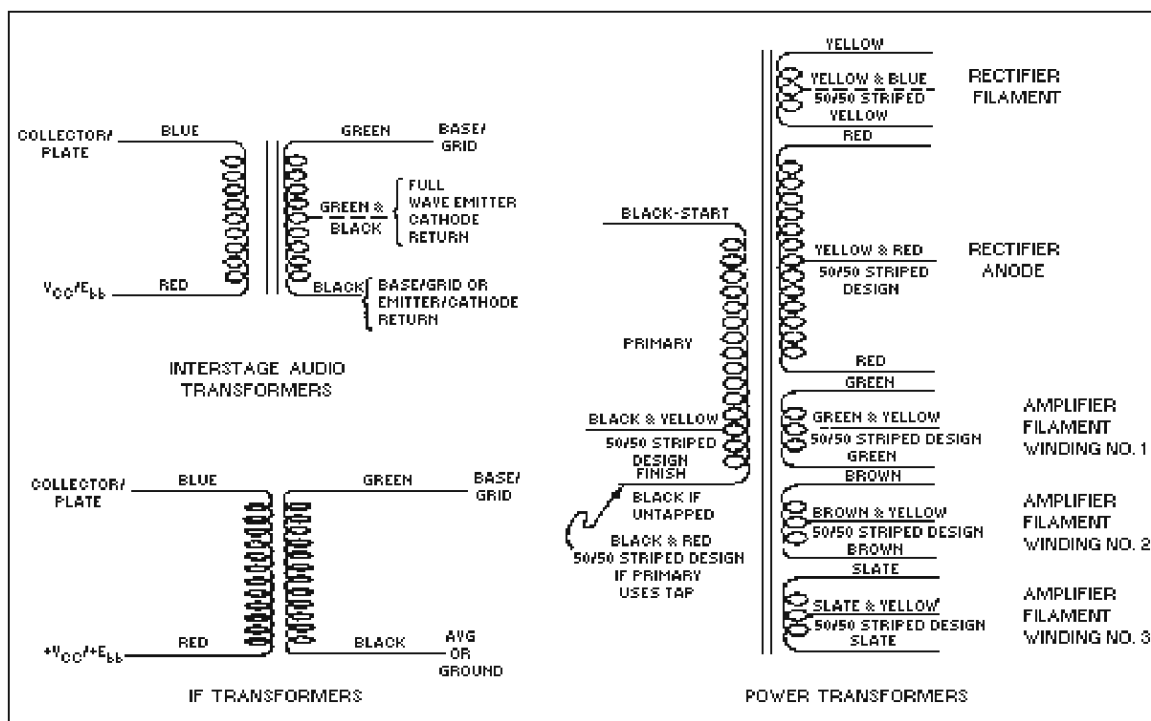 COLLECTOR/
PLATE
BLUE
GREEN
BASE/
GRID
GREEN &
BLACK
FULL
WAVE EMITTER
CATHODE
RETURN
VCC/Ebb
RED
BLACK
BASE/GRID OR
EMITTER/CATHODE
RETURN
INTERSTAGE AUDIO
TRANSFORMERS
COLLECTOR/
PLATE
BLUE
GREEN
BASE/
GRID
+VCC/+Ebb
RED
BLACK
AVG
OR
GROUND
IF TRANSFORMERS
BLACK-START
PRIMARY
BLACK & YELLOW
50/50 STRIPED
DESIGN
FINISH
BLACK IF
UNTAPPED
BLACK & RED
50/50 STRIPED DESIGN
IF PRIMARY
USES TAP
YELLOW
YELLOW & BLUE
50/50 STRIPED
YELLOW
RECTIFIER
FILAMENT
RED
YELLOW & RED
50/50 STRIPED
DESIGN
RED
RECTIFIER
ANODE
GREEN
GREEN & YELLOW
50/50 STRIPED DESIGN
GREEN
AMPLIFIER
FILAMENT
WINDING NO. 1
BROWN
BROWN & YELLOW
50/50 STRIPED DESIGN
BROWN
AMPLIFIER
FILAMENT
WINDING NO. 2
SLATE
SLATE & YELLOW
50/50 STRIPED DESIGN
SLATE
AMPLIFIER
FILAMENT
WINDING NO. 3
POWER TRANSFORMERS